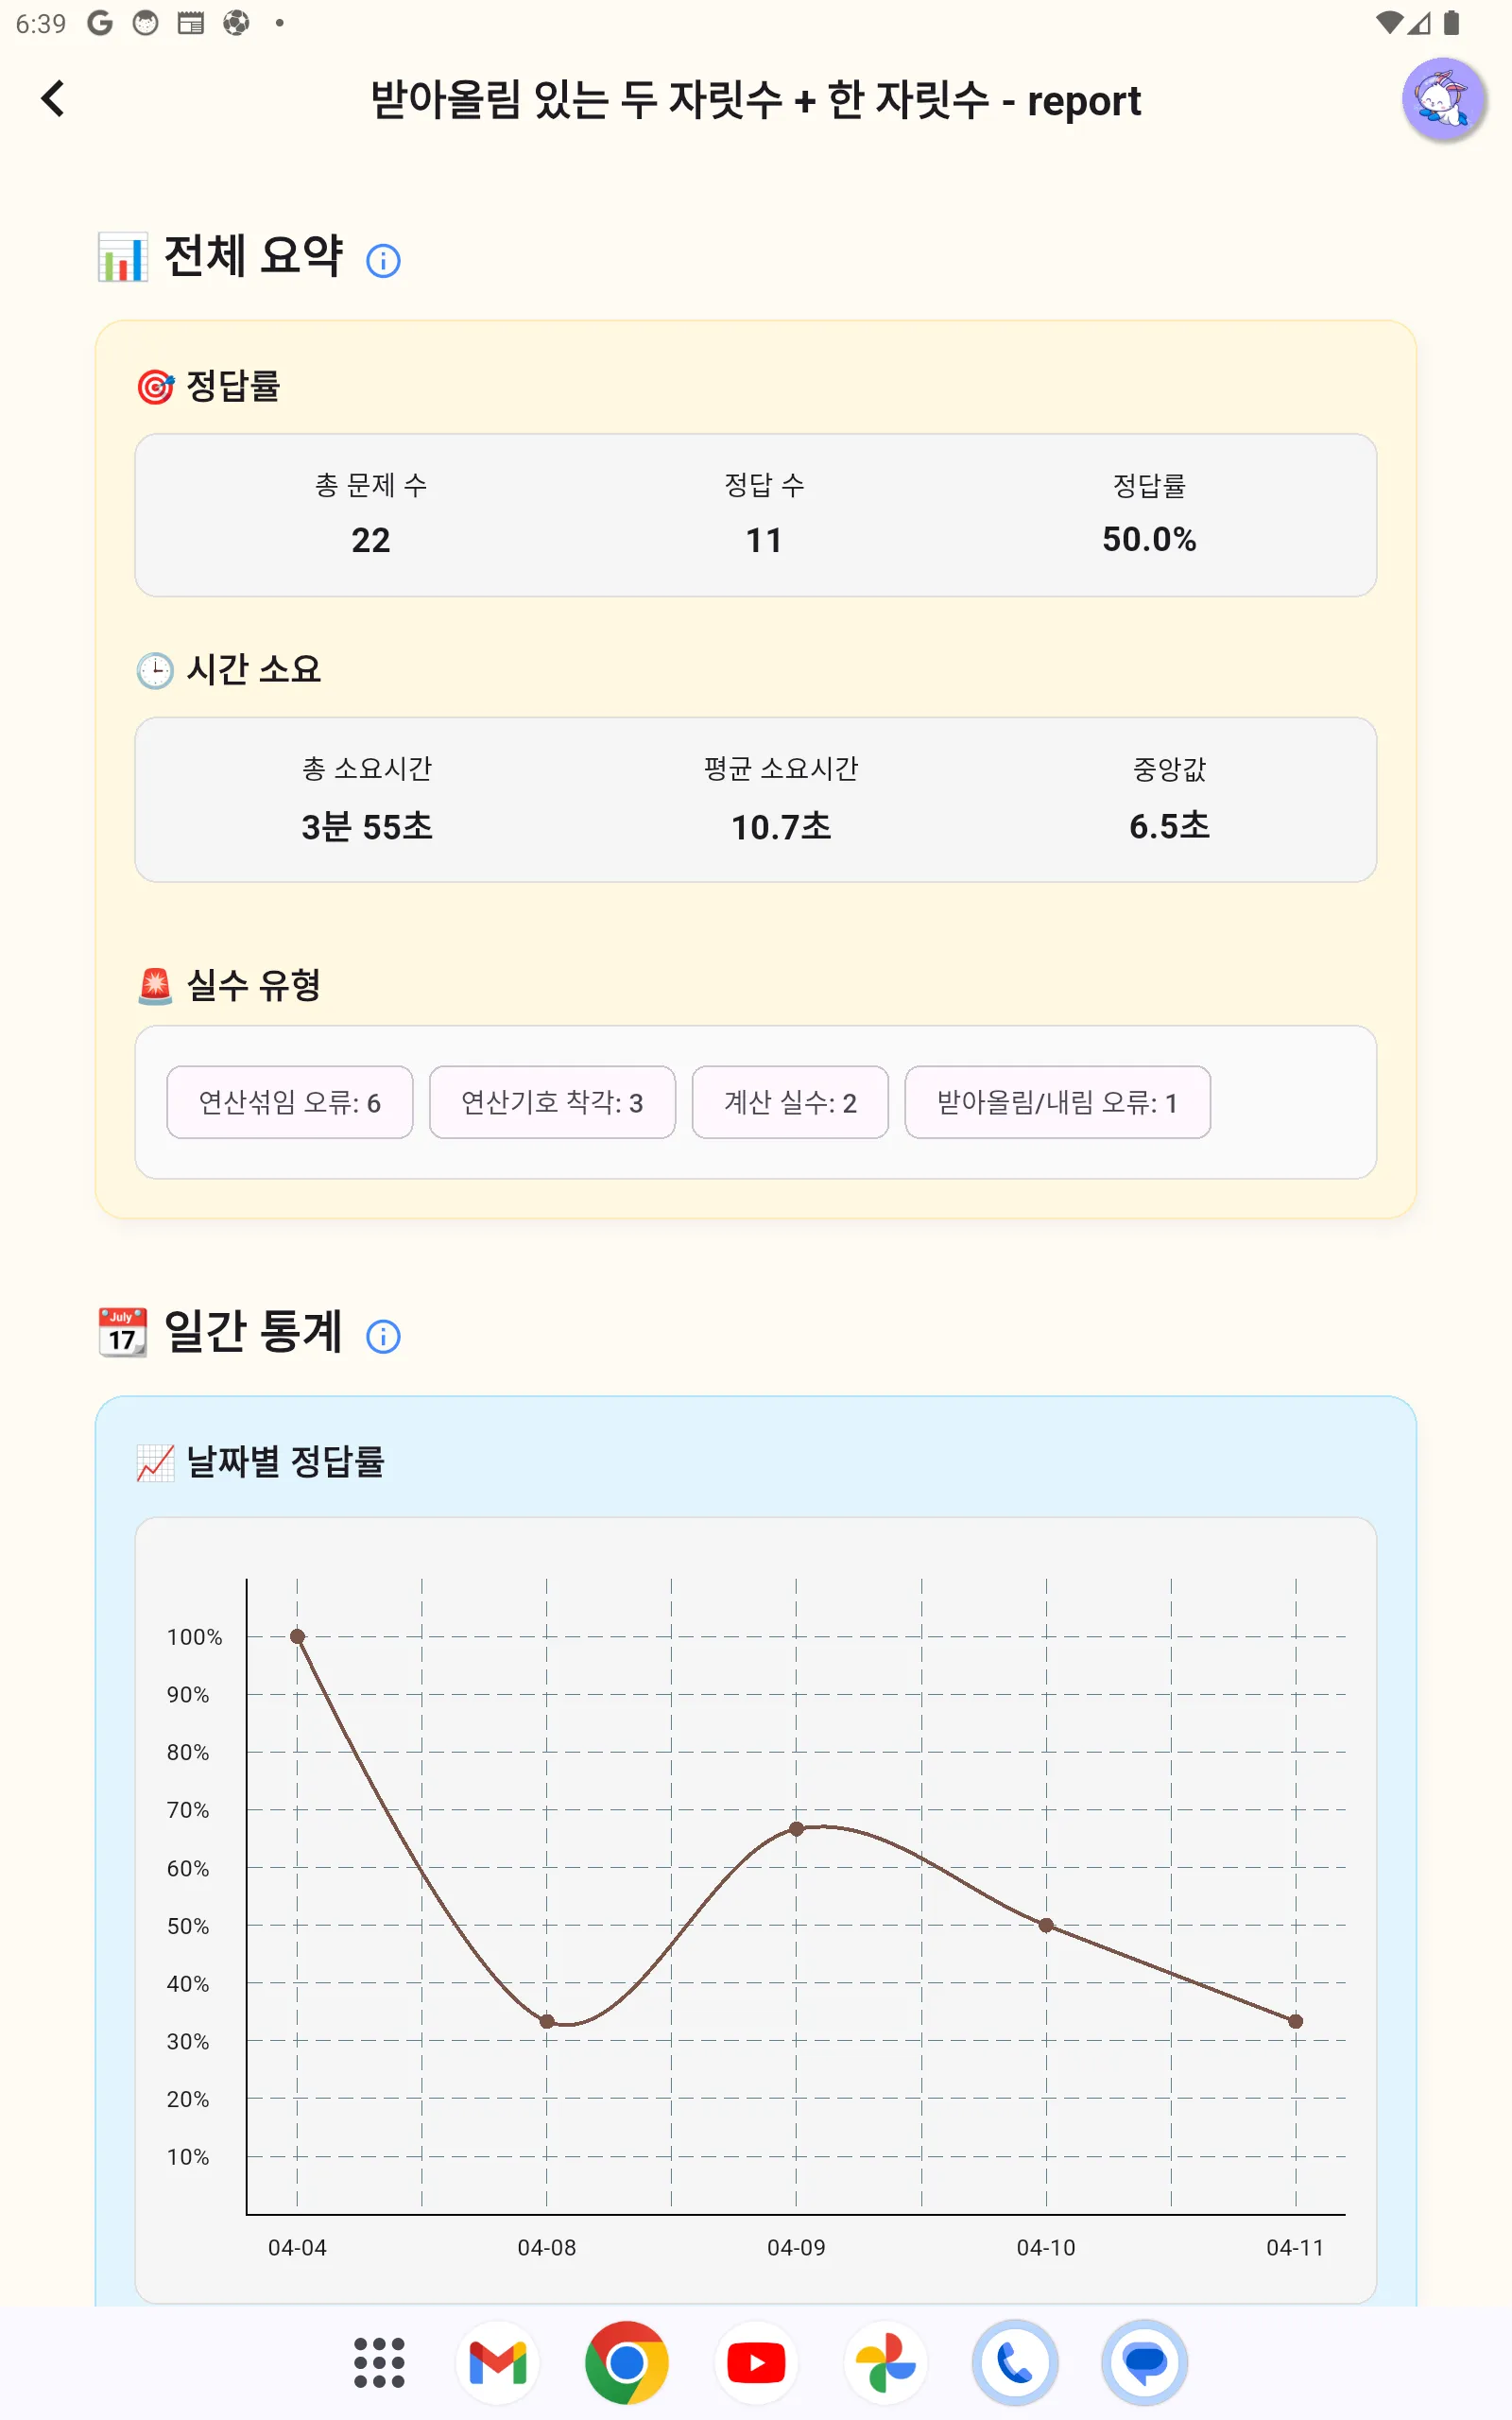 6:39
받아올림 있는 두 자릿수 + 한 자릿수 - report
전체 요약
정답률
총 문제 수 정답 수 정답률
22 11 50.0%
시간 소요
총 소요시간 평균 소요시간 중앙값
3분 55초 10.7초 6.5초
실수 유형
연산섞임 오류: 6 연산기호 착각: 3 계산 실수: 2 받아올림/내림 오류: 1
July
17
일간 통계
날짜별 정답률
100%
90%
80%
70%
60%
50%
40%
30%
20%
10%
04-04 04-08 04-09 04-10 04-11